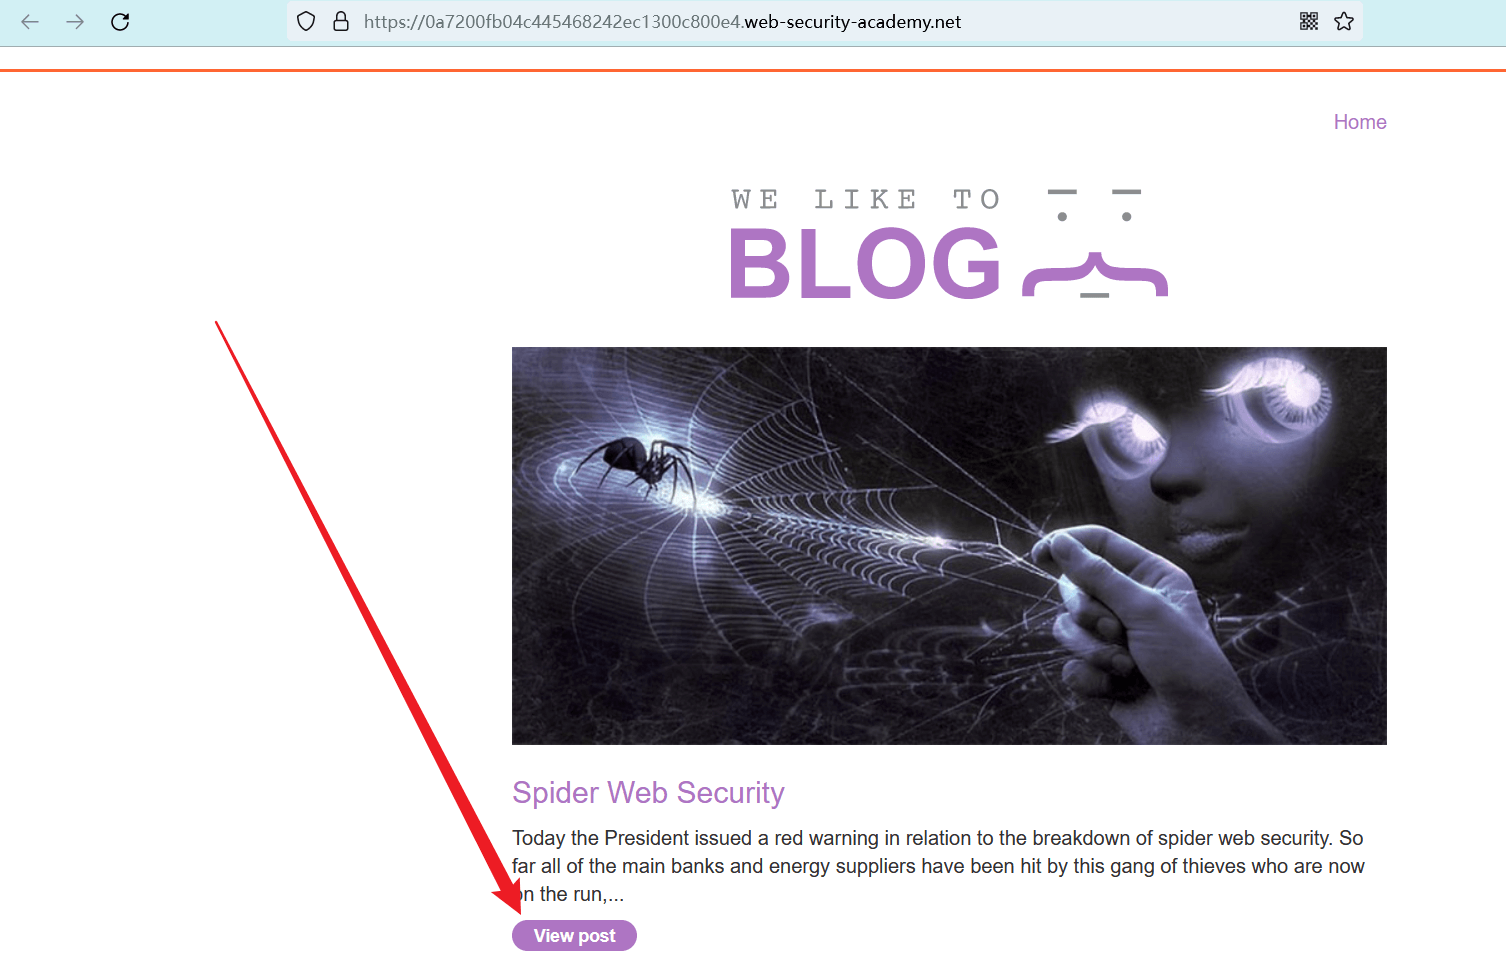 https://0a7200fb04c445468242ec1300c800e4.web-security-academy.net
Home
WE LIKE TO
BLOG
Spider Web Security
Today the President issued a red warning in relation to the breakdown of spider web security. So
far all of the main banks and energy suppliers have been hit by this gang of thieves who are now
on the run,...
View post